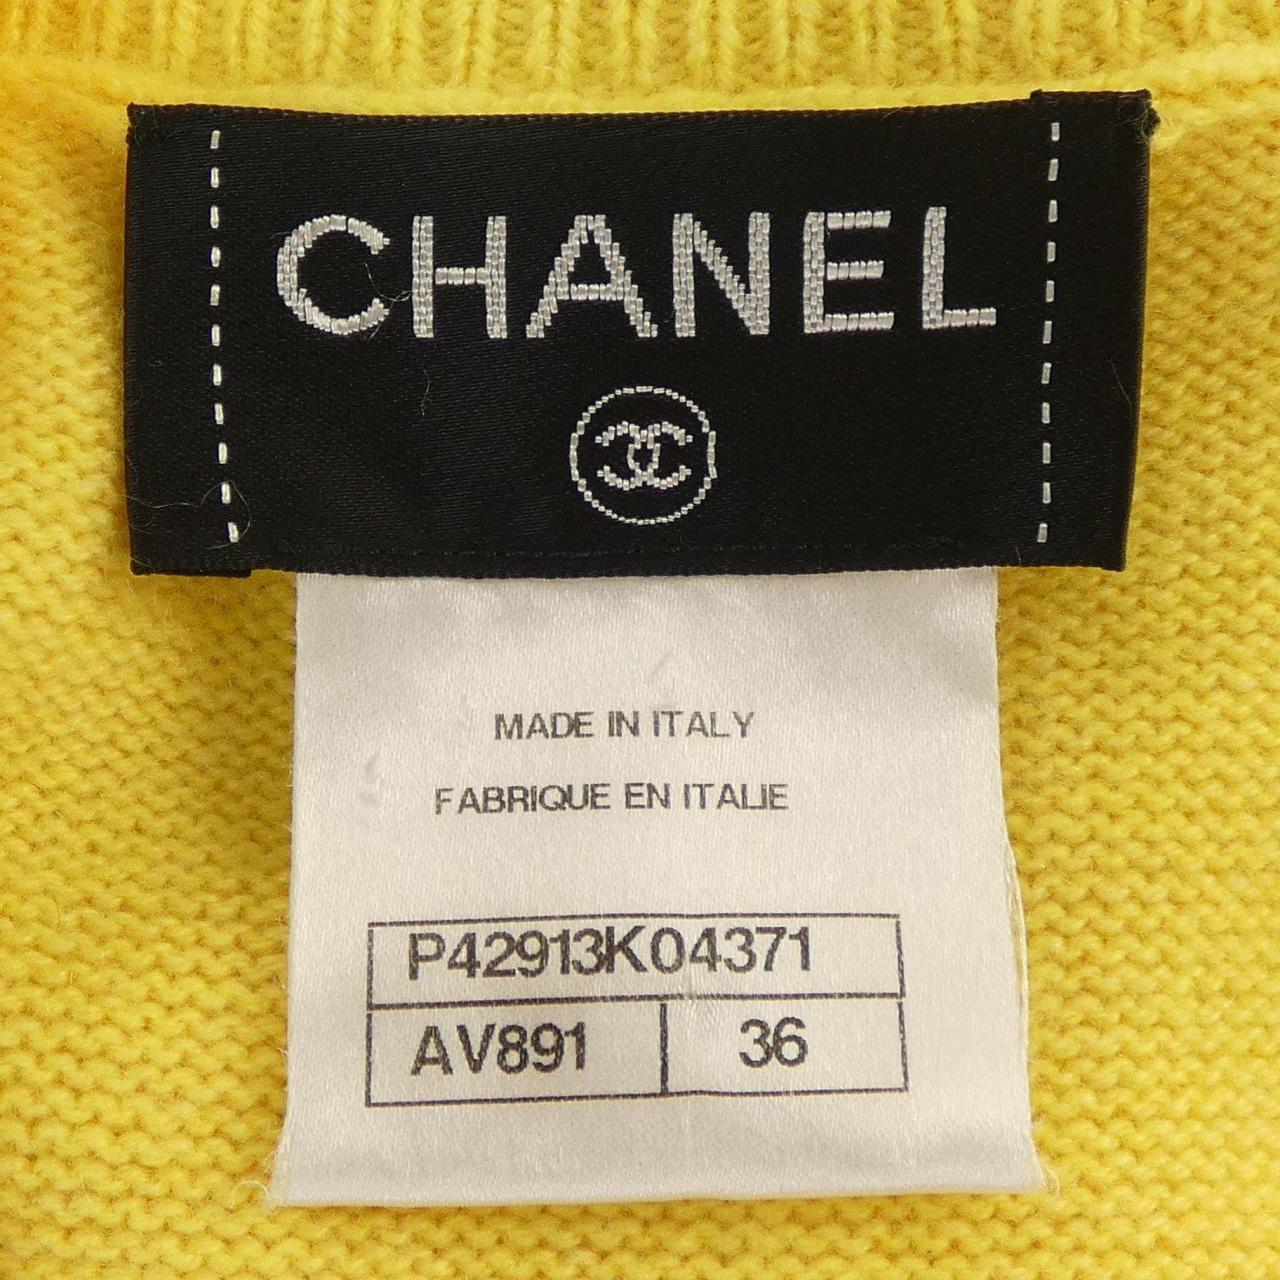 CHANEL
MADE IN ITALY
FABRIQUE EN ITALIE
P42913K04371
AV891 36